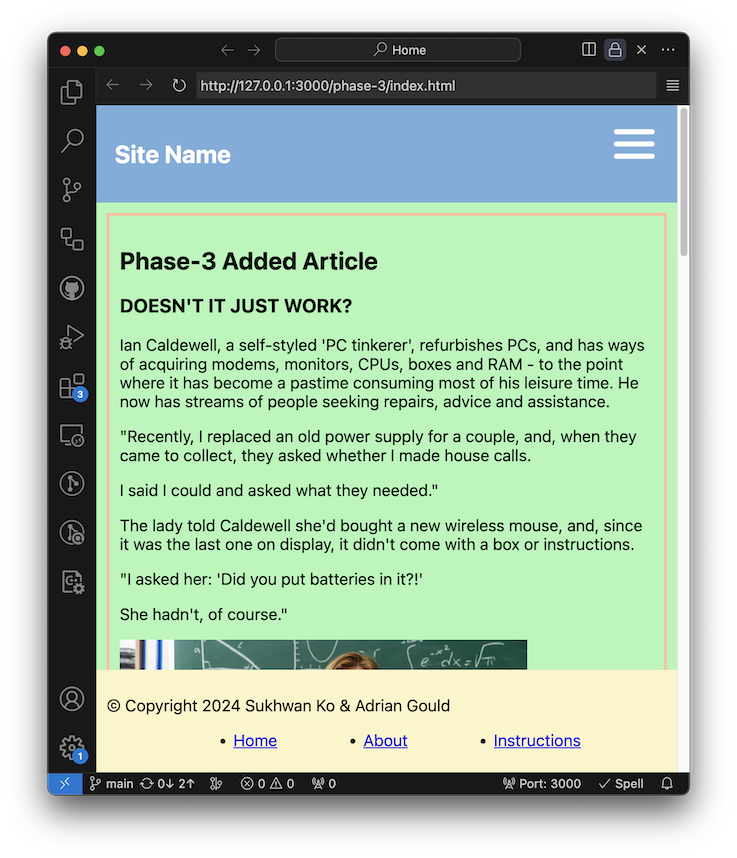 Home
http://127.0.0.1:3000/phase-3/index.html
Site Name
Phase-3 Added Article
DOESN'T IT JUST WORK?
Ian Caldewell, a self-styled 'PC tinkerer', refurbishes PCs, and has ways
of acquiring modems, monitors, CPUs, boxes and RAM - to the point
where it has become a pastime consuming most of his leisure time. He
now has streams of people seeking repairs, advice and assistance.
"Recently, I replaced an old power supply for a couple, and, when they
came to collect, they asked whether I made house calls.
I said I could and asked what they needed."
The lady told Caldewell she'd bought a new wireless mouse, and, since
it was the last one on display, it didn't come with a box or instructions.
"I asked her: 'Did you put batteries in it?!'
She hadn't, of course."
3
© Copyright 2024 Sukhwan Ko & Adrian Gould
• Home • About • Instructions
1
main 0↓ 2↑ 0 0 0 Port: 3000 Spell